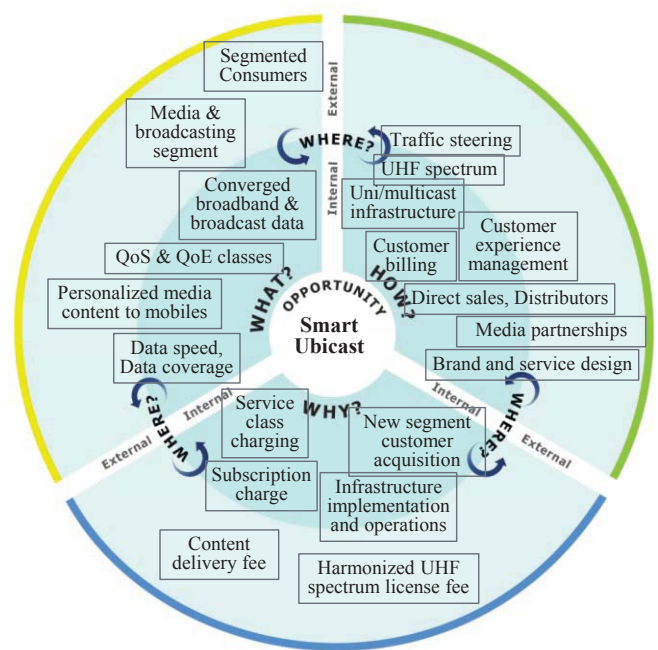 Segmented
Consumers
External
Media &
broadcasting
segment
WHERE?
Traffic steering
UHF spectrum
Internal
Uni/multicast
infrastructure
Converged
broadband &
broadcast data
Customer
billing
Customer
experience
management
QoS & QoE classes
WHAT?
OPPORTUNITY
HOW?
Personalized media
content to mobiles
Smart
Ubicast
Direct sales, Distributors
Media partnerships
Data speed,
Data coverage
Brand and service design
WHERE?
Internal
External
Service
class
charging
WHY?
New segment
customer
acquisition
Internal
WHERE?
External
Subscription
charge
Infrastructure
implementation
and operations
Content
delivery fee
Harmonized UHF
spectrum license fee